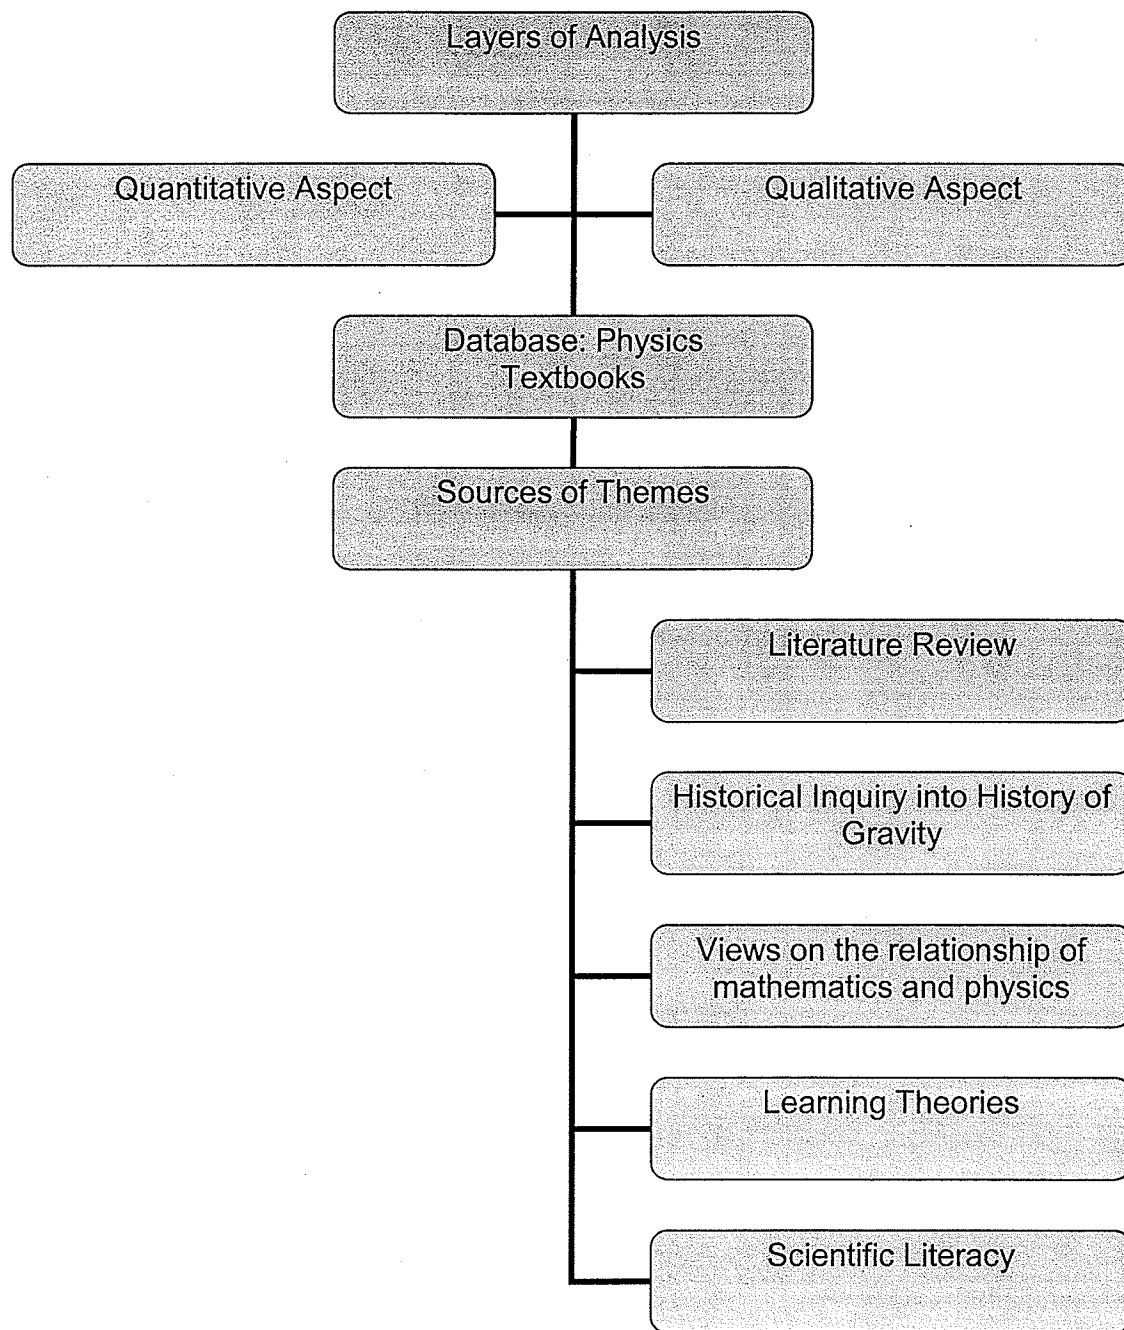 Layers of Analysis
Quantitative Aspect
Qualitative Aspect
Database: Physics
Textbooks
Sources of Themes
Literature Review
Historical Inquiry into History of
Gravity
Views on the relationship of
mathematics and physics
Learning Theories
Scientific Literacy